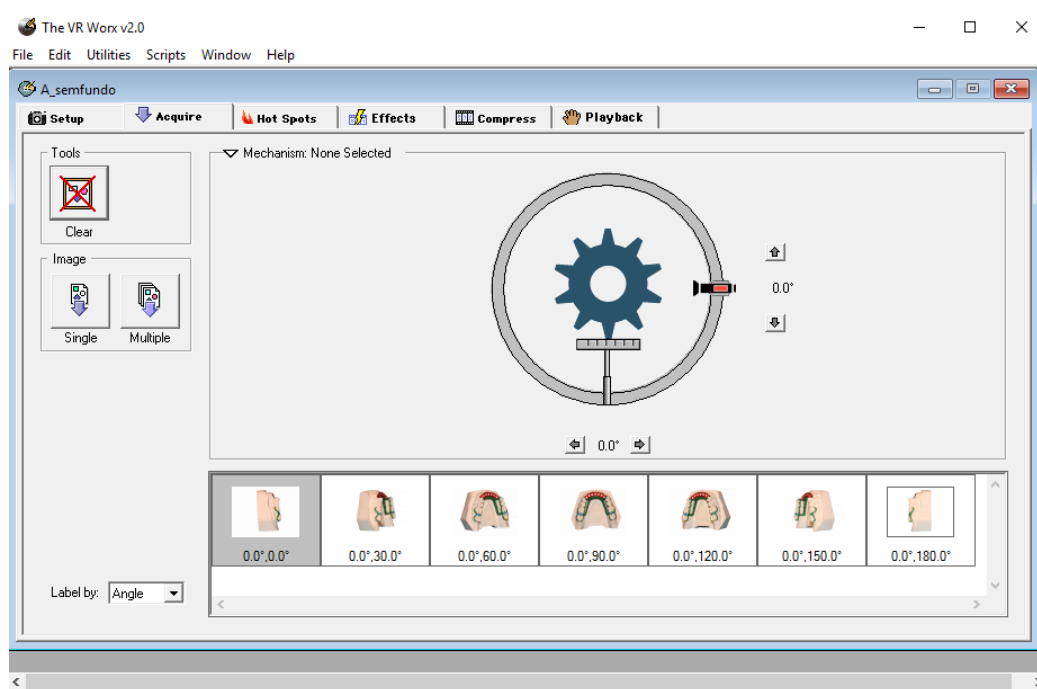 The VR Worx v2.0
File Edit Utilities Scripts Window Help
A_semfundo
Setup Acquire Hot Spots Effects Compress Playback
Tools
Clear
Image
Single Multiple
Mechanism: None Selected
0.0°
0.0°
0.0°,0.0° 0.0°,30.0° 0.0°,60.0° 0.0°,90.0° 0.0°,120.0° 0.0°,150.0° 0.0°,180.0°
Label by: Angle